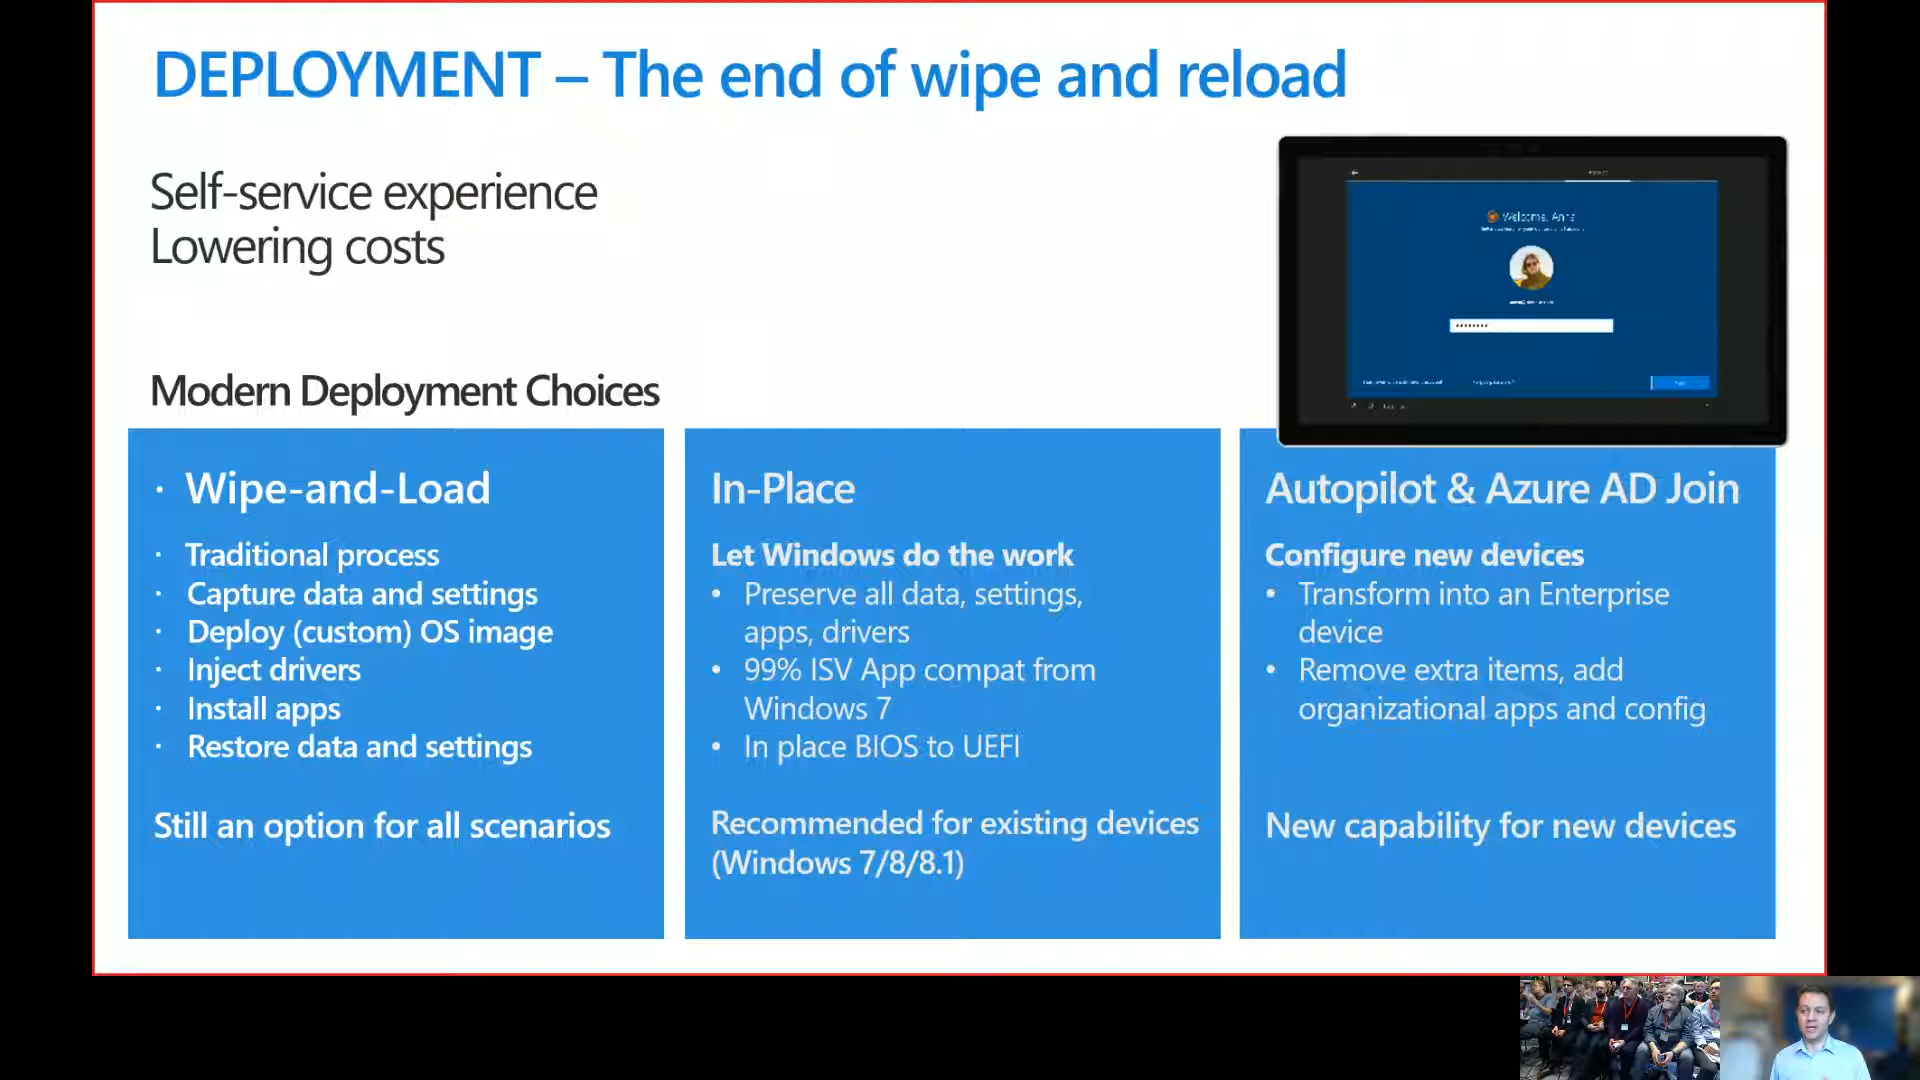 DEPLOYMENT – The end of wipe and reload
Self-service experience
Lowering costs
Welcome, Anna
Modern Deployment Choices
· Wipe-and-Load
· Traditional process
· Capture data and settings
· Deploy (custom) OS image
· Inject drivers
· Install apps
· Restore data and settings
Still an option for all scenarios
In-Place
Let Windows do the work
• Preserve all data, settings,
apps, drivers
• 99% ISV App compat from
Windows 7
• In place BIOS to UEFI
Recommended for existing devices
(Windows 7/8/8.1)
Autopilot & Azure AD Join
Configure new devices
• Transform into an Enterprise
device
• Remove extra items, add
organizational apps and config
New capability for new devices